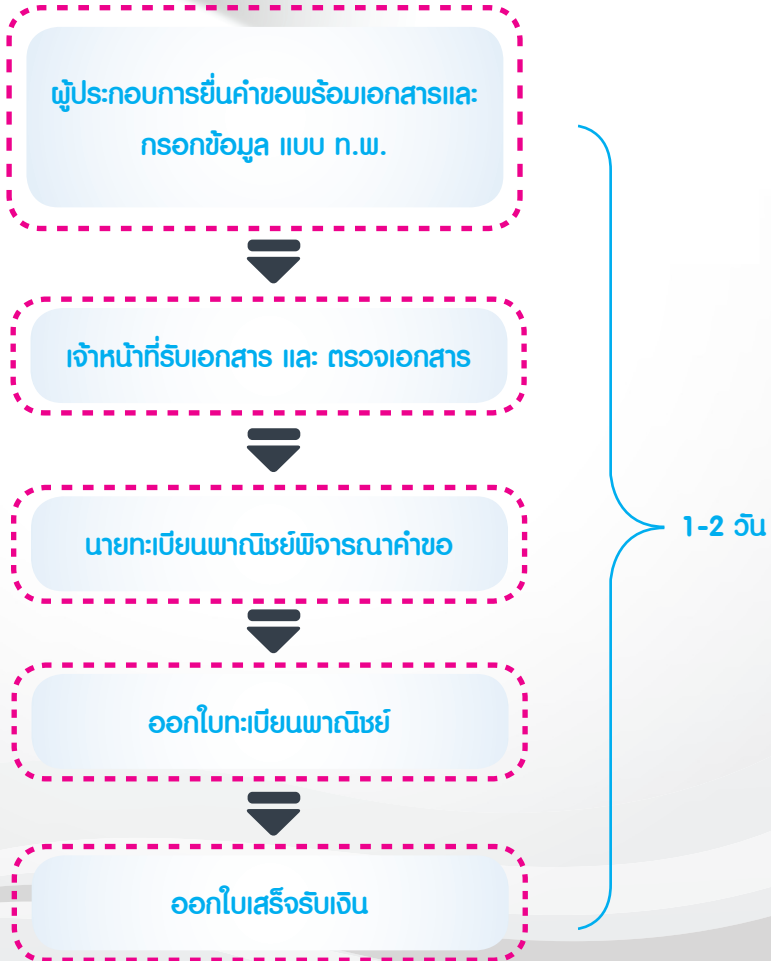 ผู้ประกอบการยื่นคำขอพร้อมเอกสารและ
กรอกข้อมูล แบบ ท.พ.
เจ้าหน้าที่รับเอกสาร และ ตรวจเอกสาร
นายทะเบียนพาณิชย์พิจารณาคำขอ
1-2 วัน
ออกใบทะเบียนพาณิชย์
ออกใบเสร็จรับเงิน